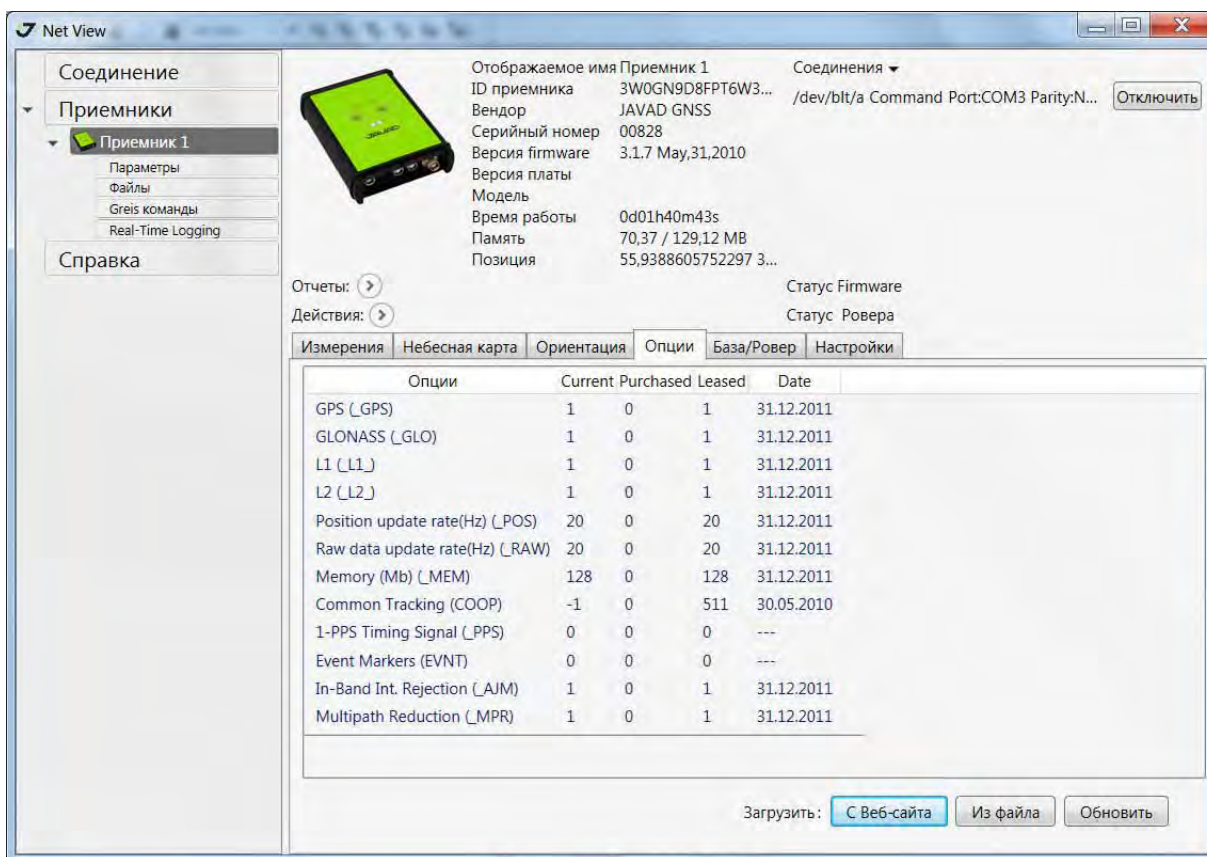 Net View
Соединение
Приемники
Приемник 1
Параметры
Файлы
Greis команды
Real-Time Logging
Справка
JAVAD
Отображаемое имя Приемник 1
ID приемника 3W0GN9D8FPT6W3...
Вендор JAVAD GNSS
Серийный номер 00828
Версия firmware 3.1.7 May,31,2010
Версия платы
Модель
Время работы 0d01h40m43s
Память 70,37 / 129,12 MB
Позиция 55,9388605752297 3...
Соединения
/dev/blt/a Command Port:COM3 Parity:N... Отключить
Отчеты: Статус Firmware
Действия: Статус Ровера
Измерения Небесная карта Ориентация Опции База/Ровер Настройки
Опции Current Purchased Leased Date
GPS (_GPS) 1 0 1 31.12.2011
GLONASS (_GLO) 1 0 1 31.12.2011
L1 (_L1_) 1 0 1 31.12.2011
L2 (_L2_) 1 0 1 31.12.2011
Position update rate(Hz) (_POS) 20 0 20 31.12.2011
Raw data update rate(Hz) (_RAW) 20 0 20 31.12.2011
Memory (Mb) (_MEM) 128 0 128 31.12.2011
Common Tracking (COOP) -1 0 511 30.05.2010
1-PPS Timing Signal (_PPS) 0 0 0 ---
Event Markers (EVNT) 0 0 0 ---
In-Band Int. Rejection (_AJM) 1 0 1 31.12.2011
Multipath Reduction (_MPR) 1 0 1 31.12.2011
Загрузить: С Веб-сайта Из файла Обновить